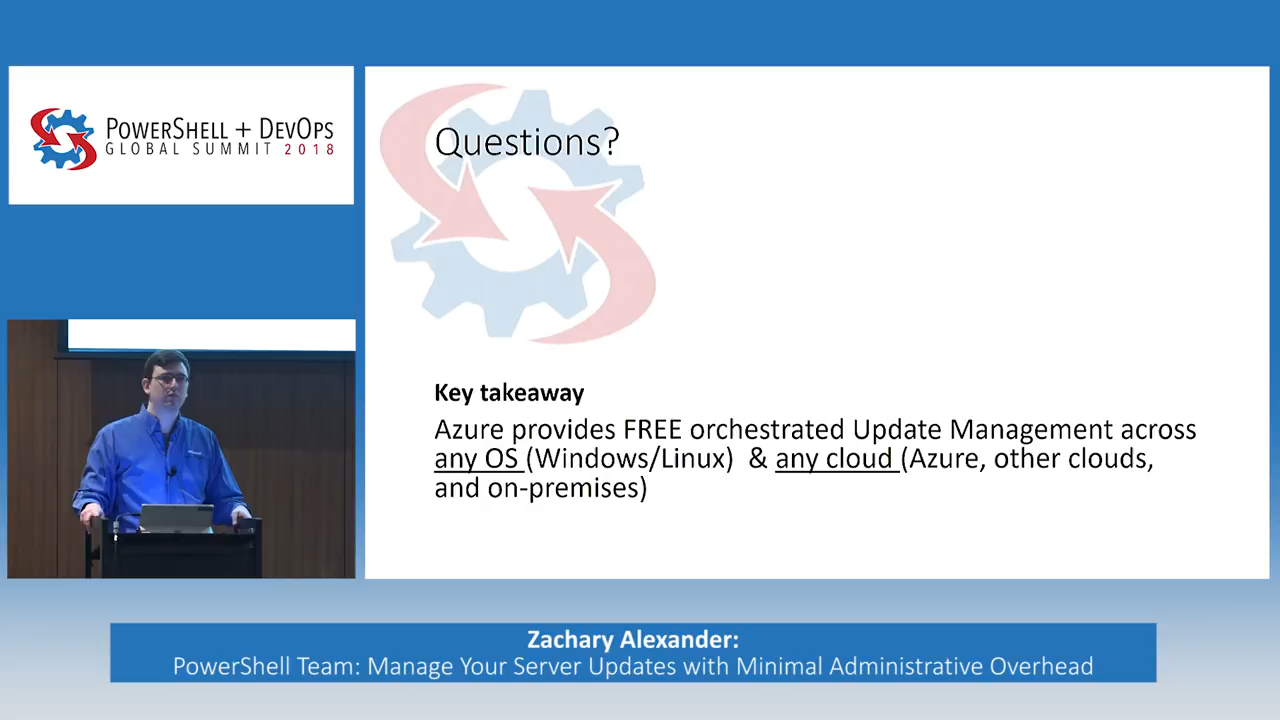 POWERSHELL + DEVOPS
GLOBAL SUMMIT 2018
Questions?
Key takeaway
Azure provides FREE orchestrated Update Management across
any OS (Windows/Linux) & any cloud (Azure, other clouds,
and on-premises)
Zachary Alexander:
PowerShell Team: Manage Your Server Updates with Minimal Administrative Overhead